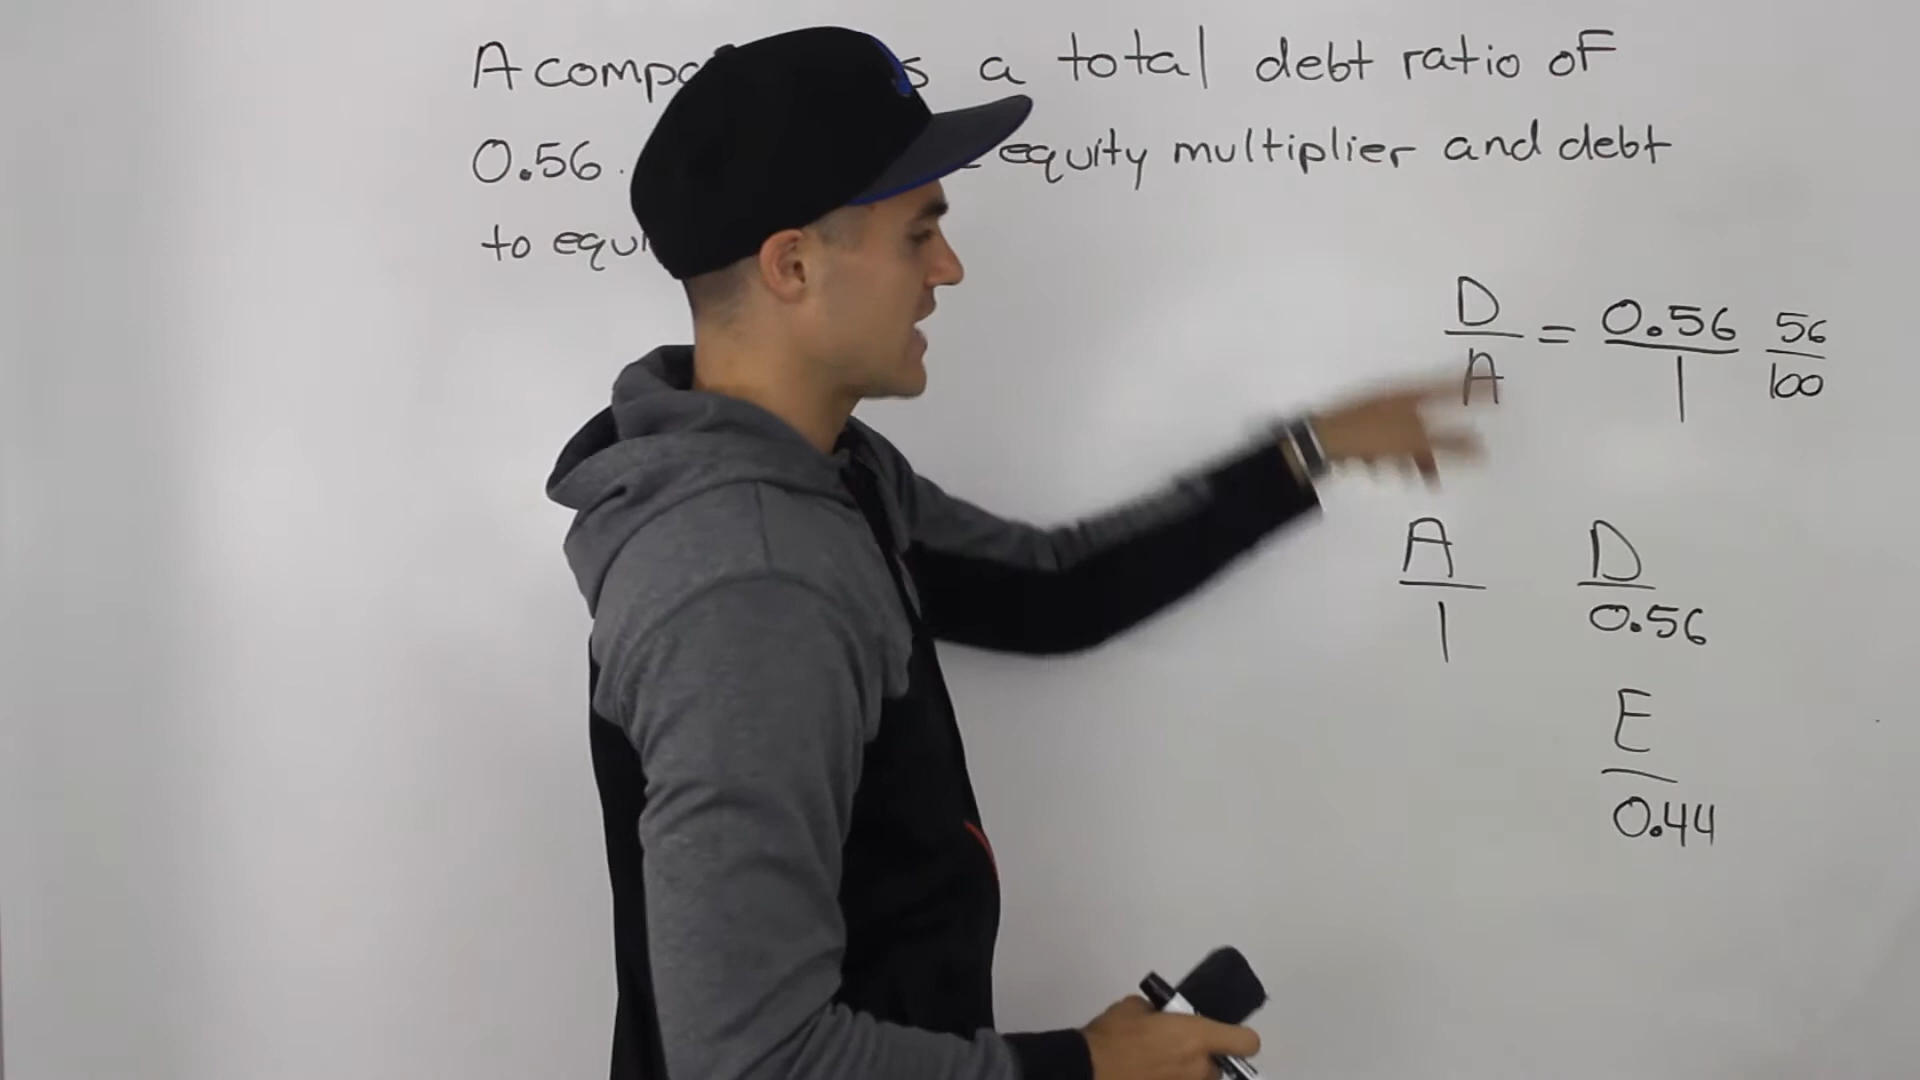 A comp s a total debt ratio of
0.56. equity multiplier and debt
to equi
D/A = 0.56/1 56/100
A D
1 0.56
E
0.44